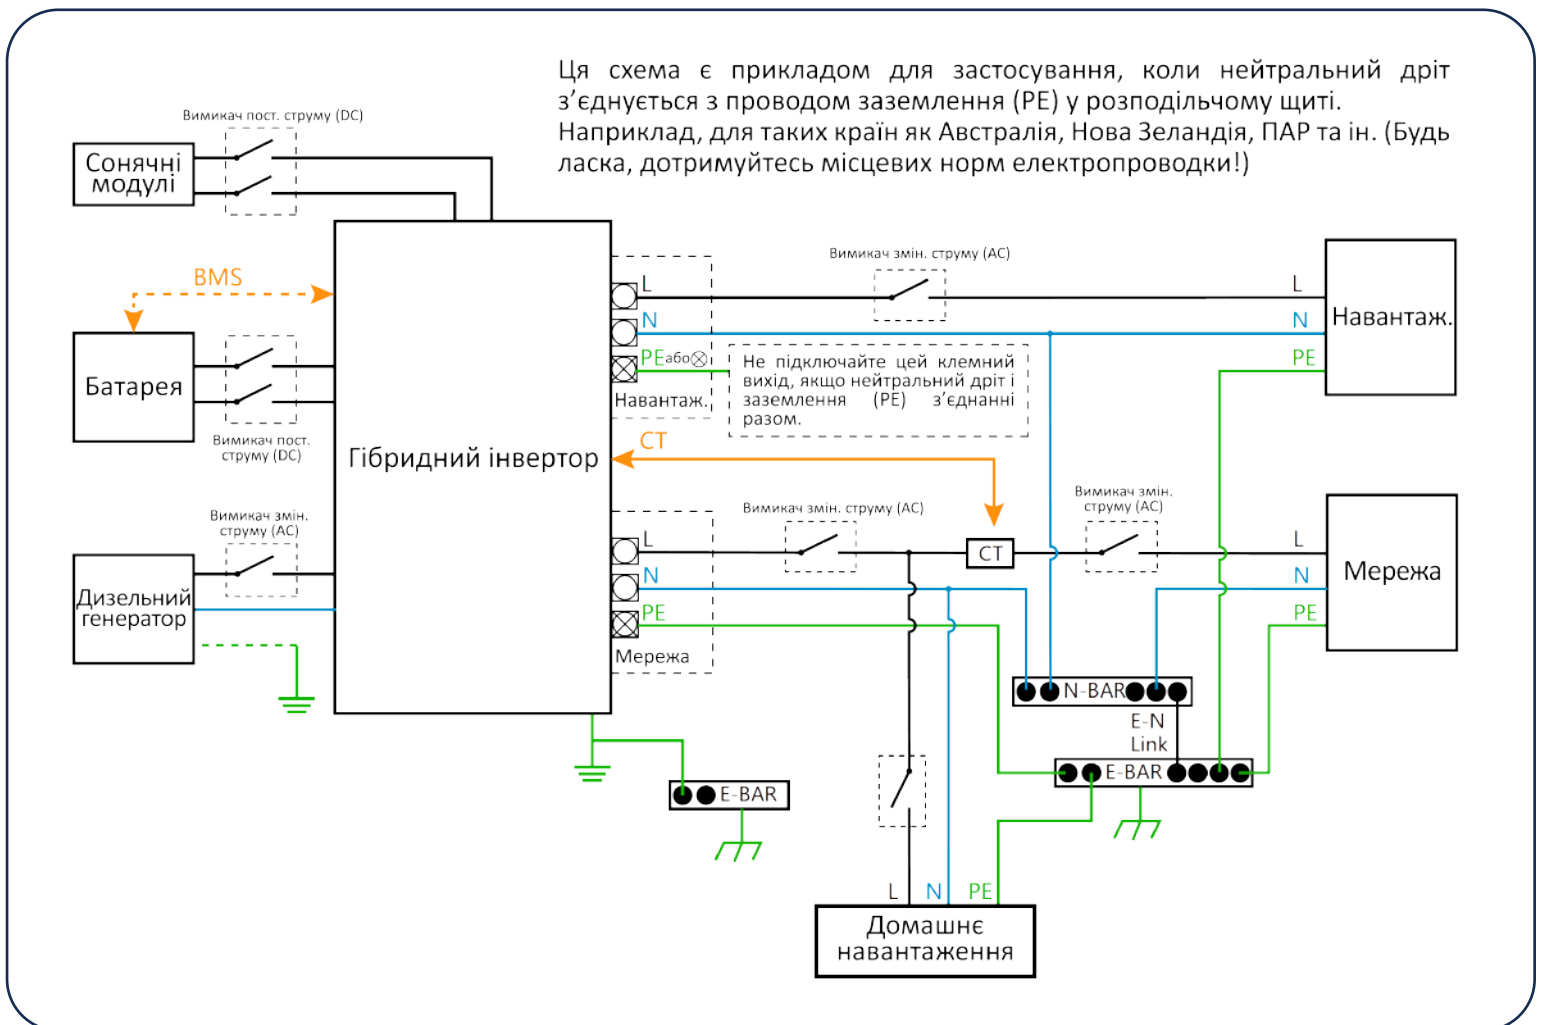 Ця схема є прикладом для застосування, коли нейтральний дріт
з’єднується з проводом заземлення (PE) у розподільчому щиті.
Наприклад, для таких країн як Австралія, Нова Зеландія, ПАР та ін. (Будь
ласка, дотримуйтесь місцевих норм електропроводки!)
Вимикач пост. струму (DC)
Сонячні
модулі
BMS
Батарея
Вимикач пост.
струму (DC)
Вимикач змін.
струму (AC)
Дизельний
генератор
Гібридний інвертор
L
N
PE або
Навантаж.
Вимикач змін. струму (AC)
L
N
PE
Навантаж.
Не підключайте цей клемний
вихід, якщо нейтральний дріт і
заземлення (PE) з’єднанні
разом.
CT
L
N
PE
Мережа
Вимикач змін. струму (AC)
CT
Вимикач змін.
струму (AC)
L
N
PE
Мережа
N-BAR
E-N
Link
E-BAR
E-BAR
L N PE
Домашнє
навантаження